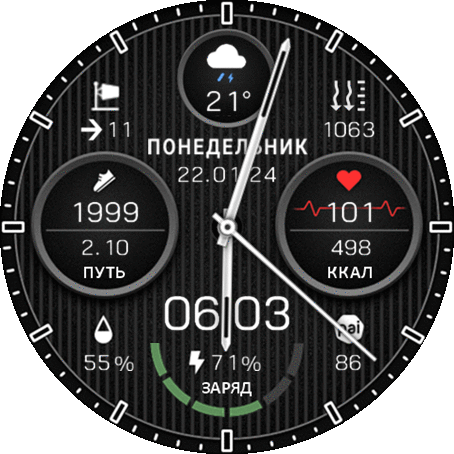 21°
11
1063
ПОНЕДЕЛЬНИК
22.01.24
1999
2.10
ПУТЬ
101
498
ККАЛ
06:03
pai
55%
71%
86
ЗАРЯД